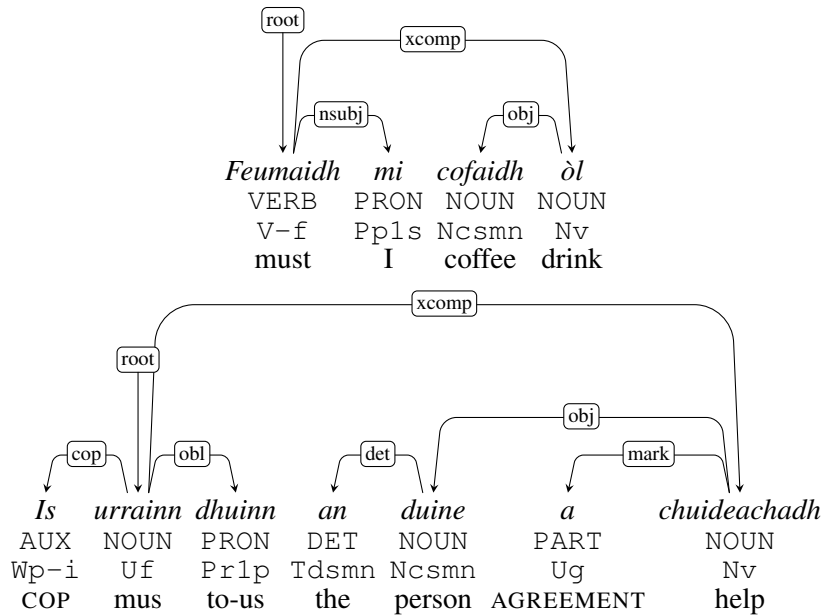 root
xcomp
nsubj obj
Feumaidh mi cofaidh òl
VERB PRON NOUN NOUN
V-f Pp1s Ncsmn Nv
must I coffee drink
xcomp
root
obj
cop obl det mark
Is urrainn dhuinn an duine a chuideachadh
AUX NOUN PRON DET NOUN PART NOUN
Wp-i Uf Pr1p Tdsmn Ncsmn Ug Nv
COP mus to-us the person AGREEMENT help